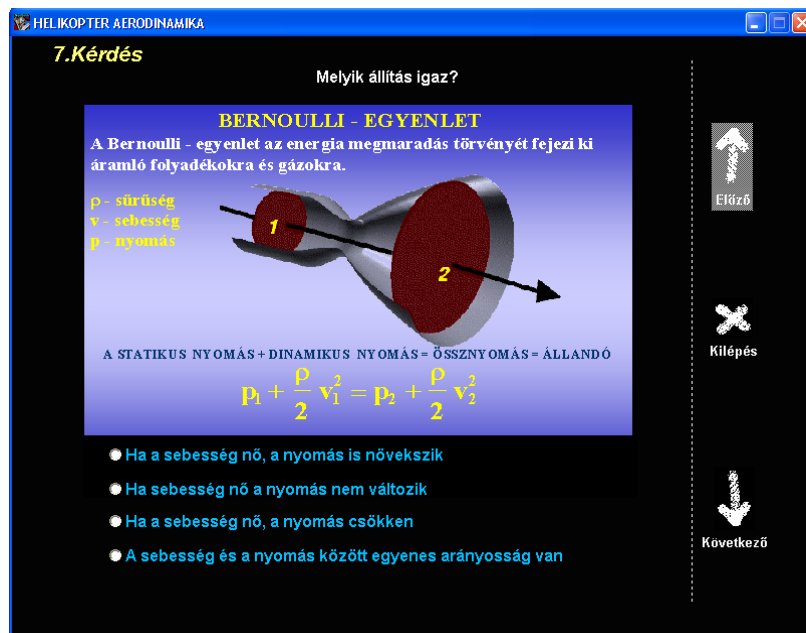 HELIKOPTER AERODINAMIKA
7.Kérdés
Melyik állítás igaz?
BERNOULLI - EGYENLET
A Bernoulli - egyenlet az energia megmaradás törvényét fejezi ki
áramló folyadékokra és gázokra.
ρ - sűrűség
v - sebesség
p - nyomás
1
2
A STATIKUS NYOMÁS + DINAMIKUS NYOMÁS = ÖSSZNYOMÁS = ÁLLANDÓ
p₁ + ρ/2 v₁² = p₂ + ρ/2 v₂²
Ha a sebesség nő, a nyomás is növekszik
Ha sebesség nő a nyomás nem változik
Ha a sebesség nő, a nyomás csökken
A sebesség és a nyomás között egyenes arányosság van
Előző
Kilépés
Következő